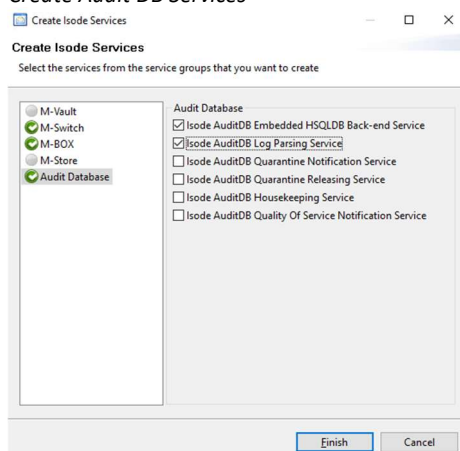 Create Audit DB Services
Create Isode Services
Create Isode Services
Select the services from the service groups that you want to create
M-Vault
M-Switch
M-BOX
M-Store
Audit Database
Audit Database
Isode AuditDB Embedded HSQLDB Back-end Service
Isode AuditDB Log Parsing Service
Isode AuditDB Quarantine Notification Service
Isode AuditDB Quarantine Releasing Service
Isode AuditDB Housekeeping Service
Isode AuditDB Quality Of Service Notification Service
Finish
Cancel